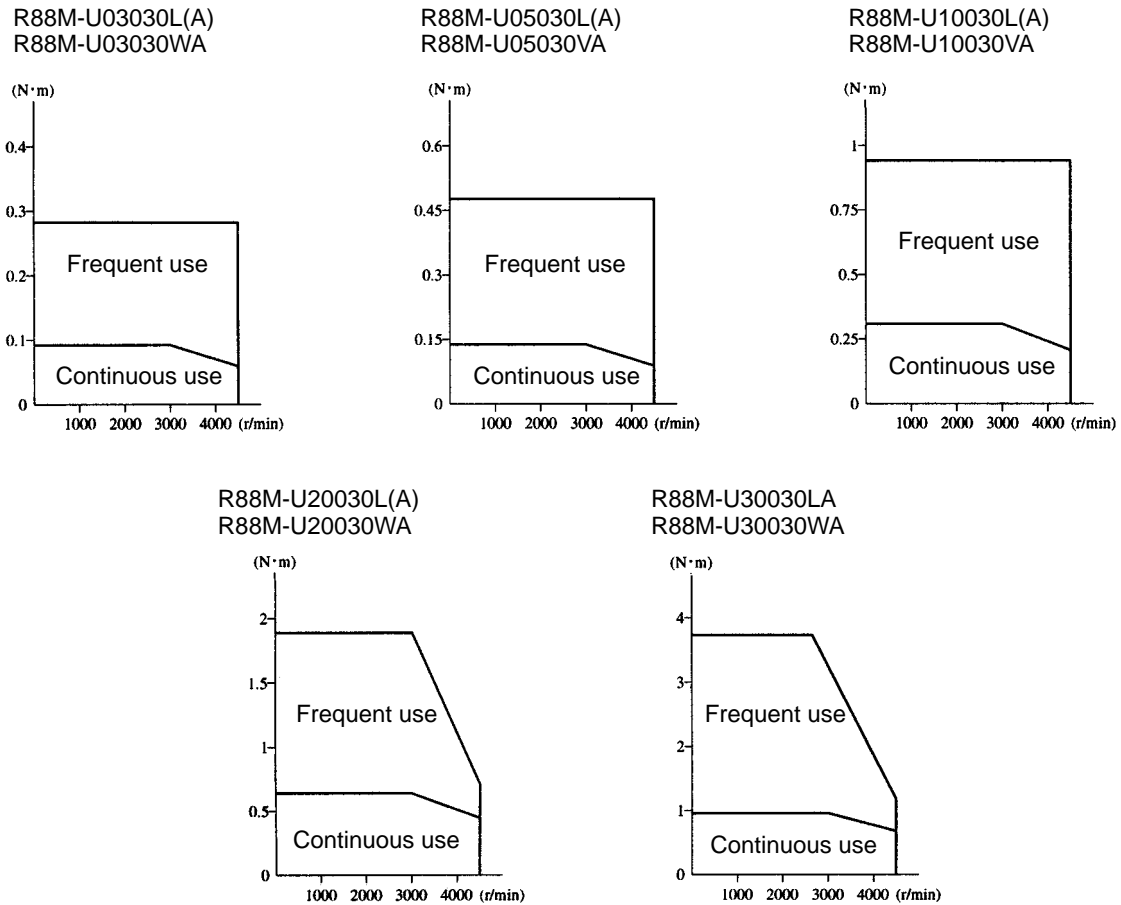 R88M-U03030L(A)
R88M-U03030WA
(N·m)
0.4
0.3
0.2
0.1
0
Frequent use
Continuous use
1000 2000 3000 4000 (r/min)
R88M-U05030L(A)
R88M-U05030VA
(N·m)
0.6
0.45
0.3
0.15
0
Frequent use
Continuous use
1000 2000 3000 4000 (r/min)
R88M-U10030L(A)
R88M-U10030VA
(N·m)
1
0.75
0.5
0.25
0
Frequent use
Continuous use
1000 2000 3000 4000 (r/min)
R88M-U20030L(A)
R88M-U20030WA
(N·m)
2
1.5
1
0.5
0
Frequent use
Continuous use
1000 2000 3000 4000 (r/min)
R88M-U30030LA
R88M-U30030WA
(N·m)
4
3
2
1
0
Frequent use
Continuous use
1000 2000 3000 4000 (r/min)